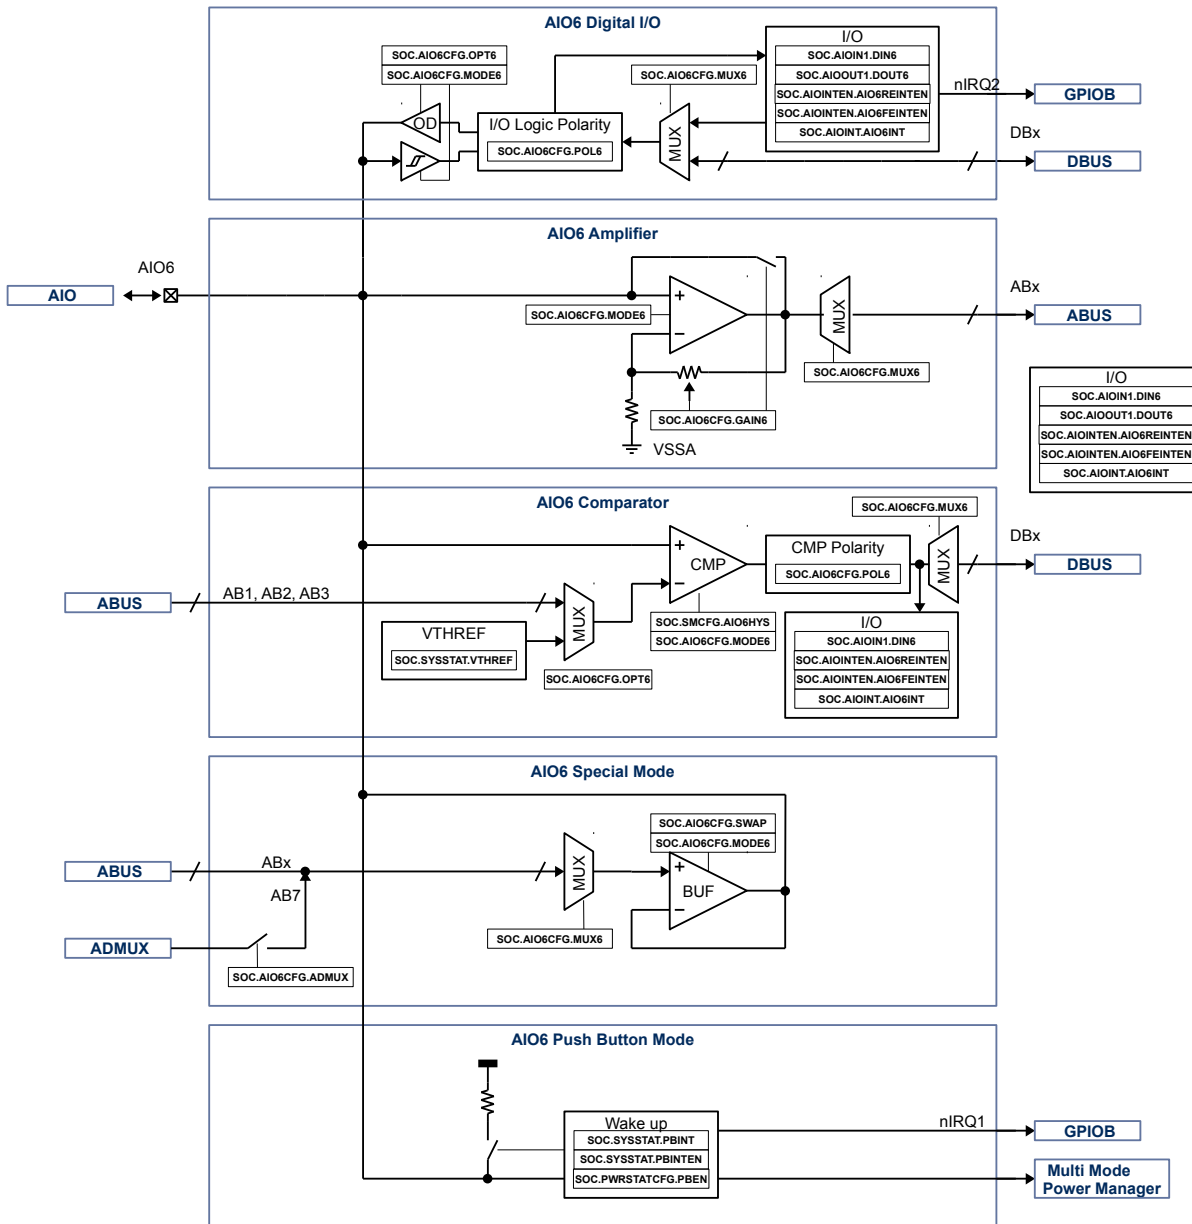 AIO6 Digital I/O
SOC.AIO6CFG.OPT6
SOC.AIO6CFG.MODE6
OD
I/O Logic Polarity
SOC.AIO6CFG.POL6
SOC.AIO6CFG.MUX6
MUX
I/O
SOC.AIOIN1.DIN6
SOC.AIOOUT1.DOUT6
SOC.AIOINTEN.AIO6REINTEN
SOC.AIOINTEN.AIO6FEINTEN
SOC.AIOINT.AIO6INT
nIRQ2
GPIOB
DBx
DBUS
AIO6 Amplifier
AIO
AIO6
SOC.AIO6CFG.MODE6
+
−
MUX
SOC.AIO6CFG.MUX6
SOC.AIO6CFG.GAIN6
VSSA
ABx
ABUS
I/O
SOC.AIOIN1.DIN6
SOC.AIOOUT1.DOUT6
SOC.AIOINTEN.AIO6REINTEN
SOC.AIOINTEN.AIO6FEINTEN
SOC.AIOINT.AIO6INT
AIO6 Comparator
ABUS
AB1, AB2, AB3
VTHREF
SOC.SYSSTAT.VTHREF
MUX
SOC.AIO6CFG.OPT6
+
CMP
−
SOC.SMCFG.AIO6HYS
SOC.AIO6CFG.MODE6
CMP Polarity
SOC.AIO6CFG.POL6
SOC.AIO6CFG.MUX6
MUX
DBx
DBUS
I/O
SOC.AIOIN1.DIN6
SOC.AIOINTEN.AIO6REINTEN
SOC.AIOINTEN.AIO6FEINTEN
SOC.AIOINT.AIO6INT
AIO6 Special Mode
ABUS
ABx
AB7
ADMUX
SOC.AIO6CFG.ADMUX
MUX
SOC.AIO6CFG.MUX6
SOC.AIO6CFG.SWAP
SOC.AIO6CFG.MODE6
+
BUF
−
AIO6 Push Button Mode
Wake up
SOC.SYSSTAT.PBINT
SOC.SYSSTAT.PBINTEN
SOC.PWRSTATCFG.PBEN
nIRQ1
GPIOB
Multi Mode
Power Manager